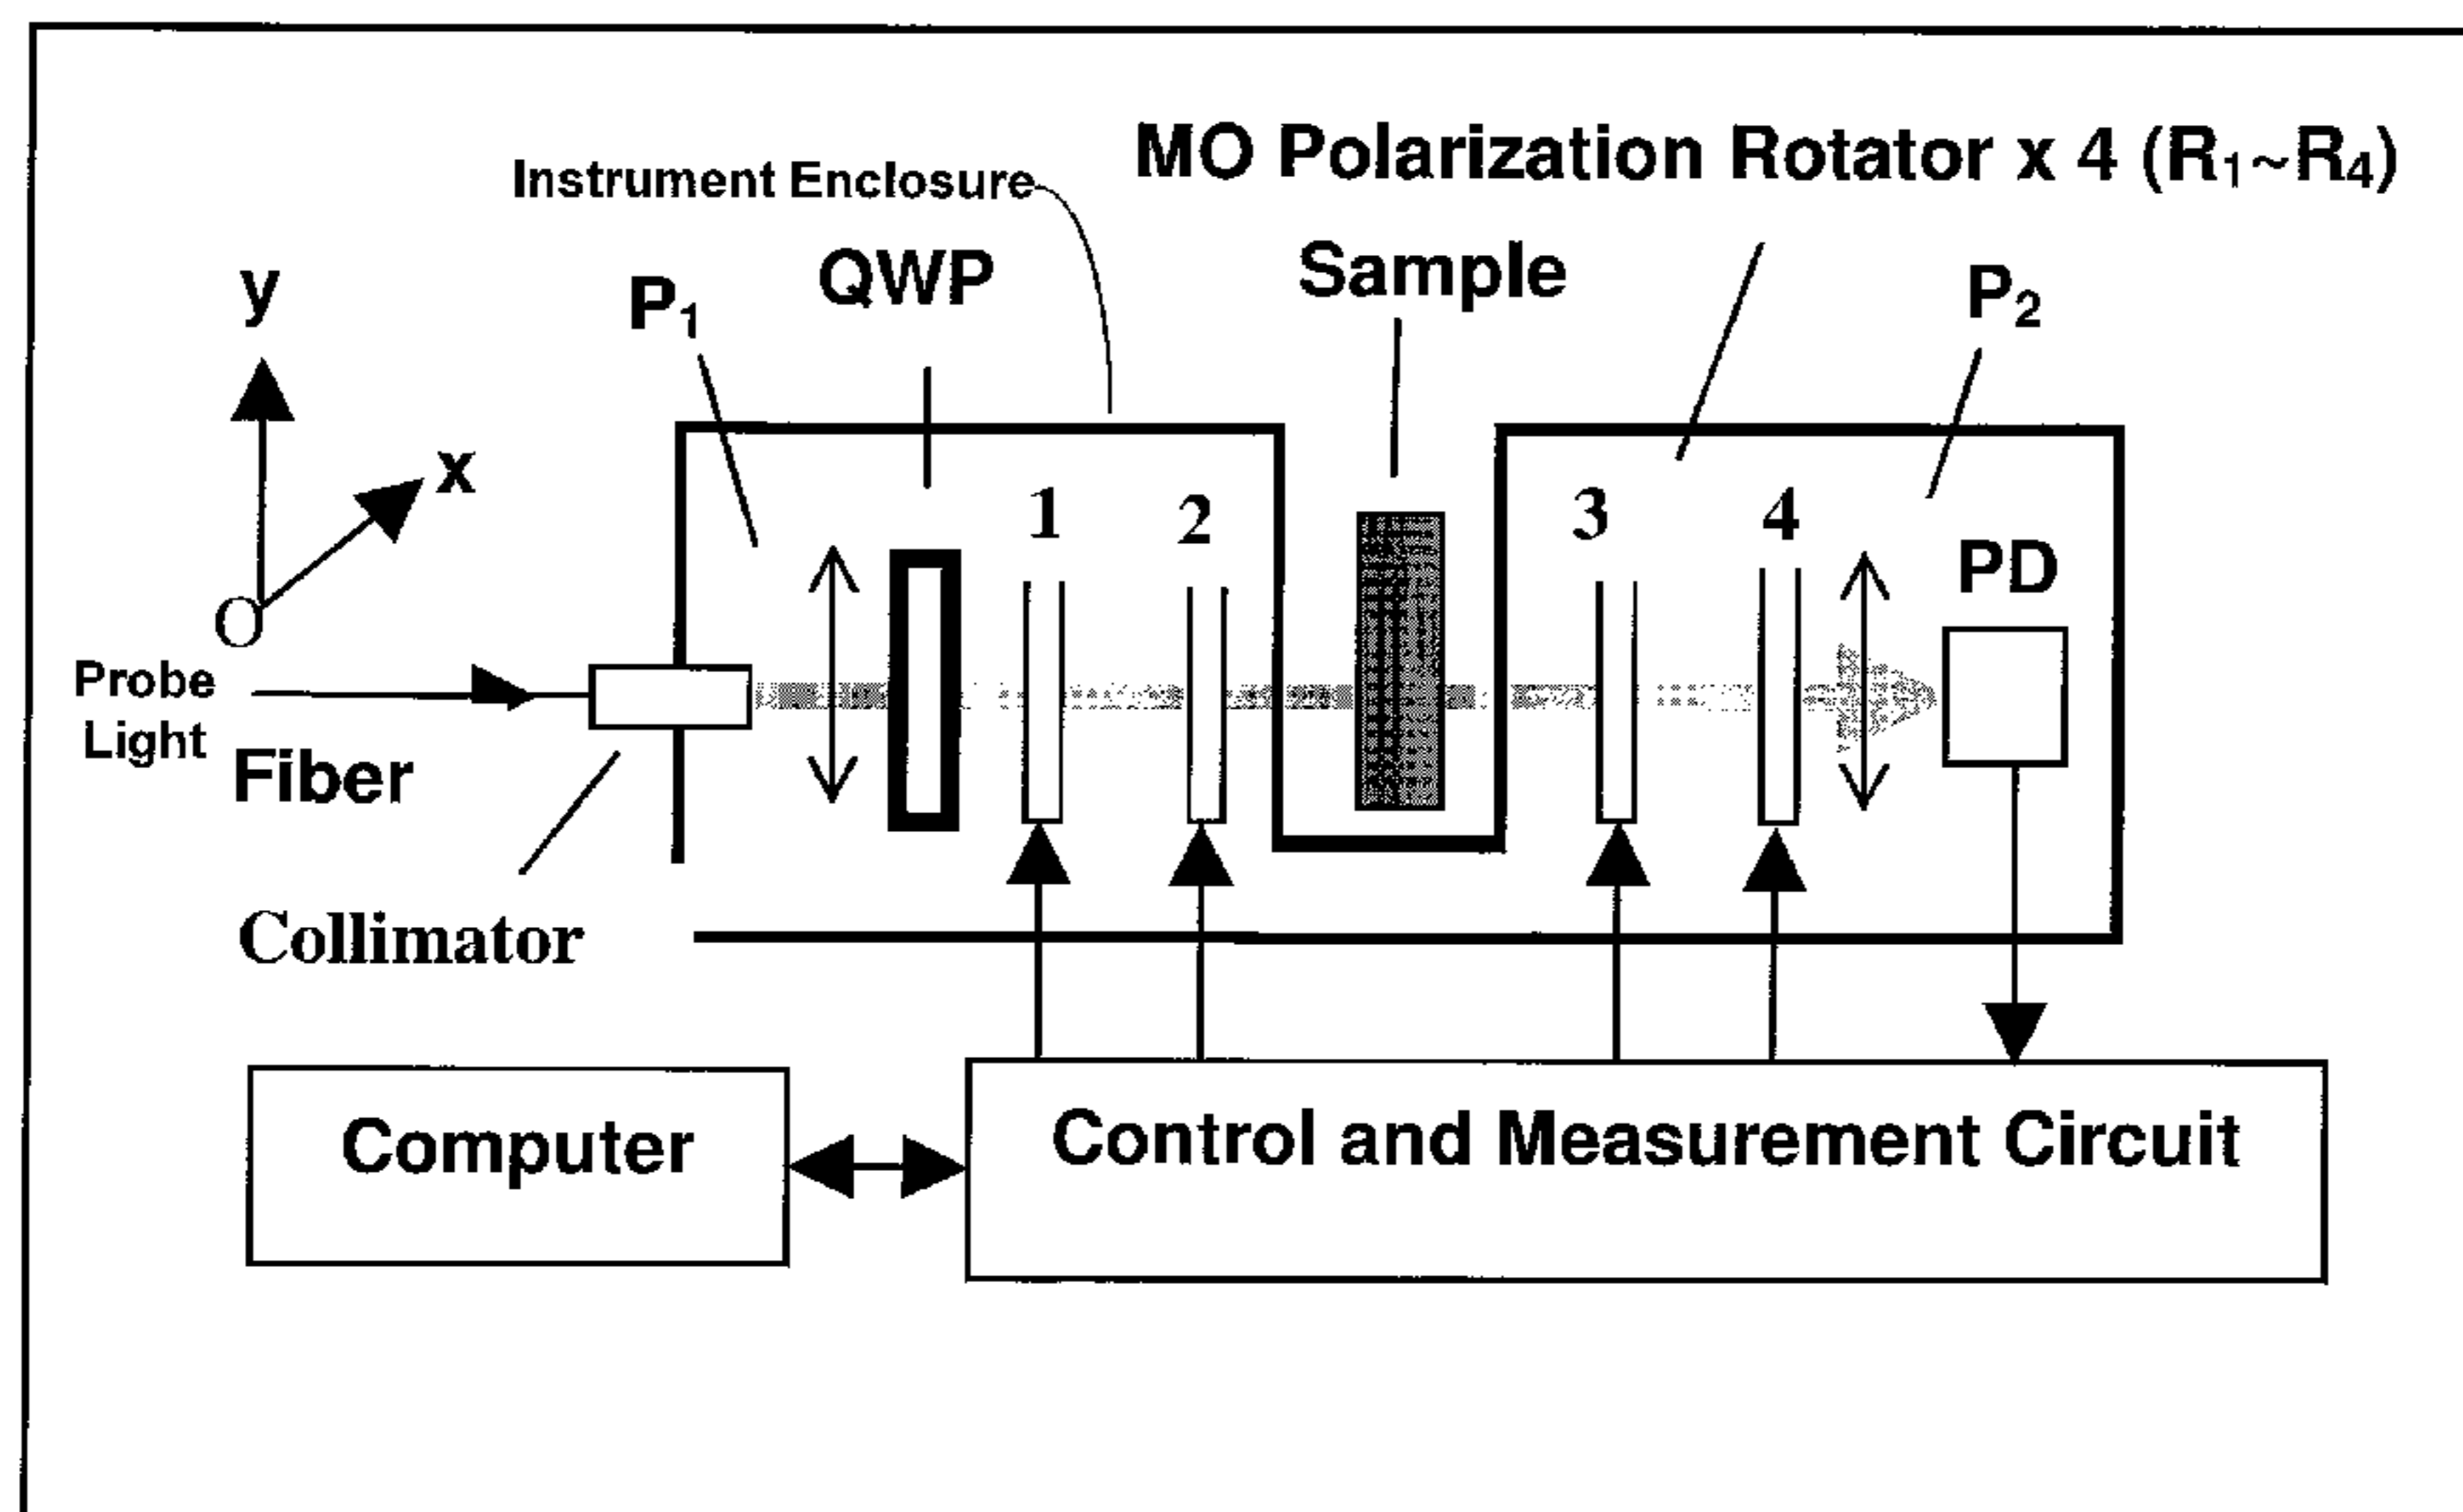 MO Polarization Rotator x 4 (R₁~R₄)
Instrument Enclosure
QWP
Sample
P₁
P₂
y
x
O
1
2
3
4
PD
Probe
Light
Fiber
Collimator
Computer
Control and Measurement Circuit